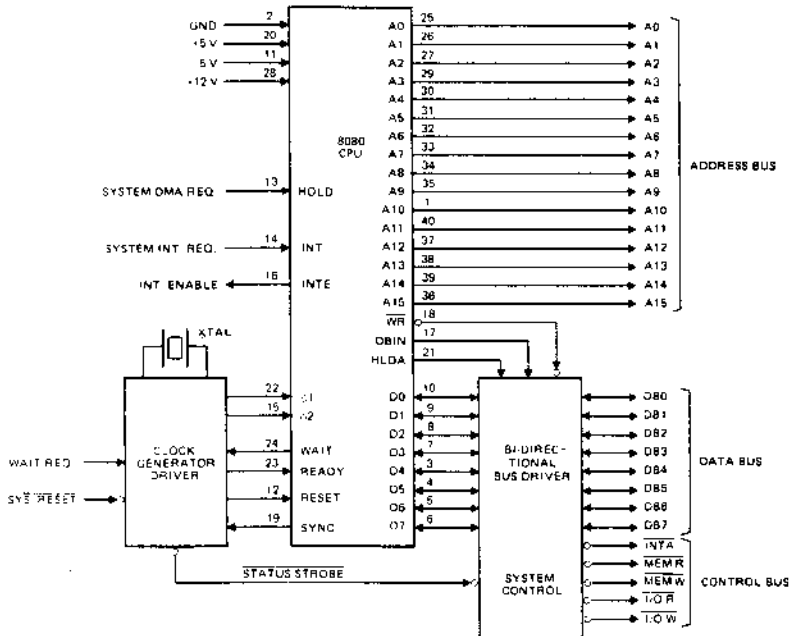 GND 2
+5V 20
5V 11
+12V 28
SYSTEM DMA REQ 13 HOLD
SYSTEM INT. REQ. 14 INT
INT ENABLE 16 INTE
8080
CPU
A0 25 A0
A1 26 A1
A2 27 A2
A3 29 A3
A4 30 A4
A5 31 A5
A6 32 A6
A7 33 A7
A8 34 A8
A9 35 A9
A10 1 A10
A11 40 A11
A12 37 A12
A13 38 A13
A14 39 A14
A15 36 A15
ADDRESS BUS
WR 18
DBIN 17
HLDA 21
XTAL
CLOCK
GENERATOR
DRIVER
WAIT REQ
SYS RESET
22 φ1
15 φ2
24 WAIT
23 READY
12 RESET
19 SYNC
STATUS STROBE
D0 10 DB0
D1 9 DB1
D2 8 DB2
D3 7 DB3
D4 3 DB4
D5 4 DB5
D6 5 DB6
D7 6 DB7
BI-DIREC-
TIONAL
BUS DRIVER
DATA BUS
SYSTEM
CONTROL
INTA
MEM R
MEM W
I/O R
I/O W
CONTROL BUS